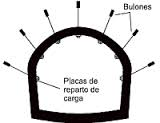 Bulones
Placas de
reparto de
carga